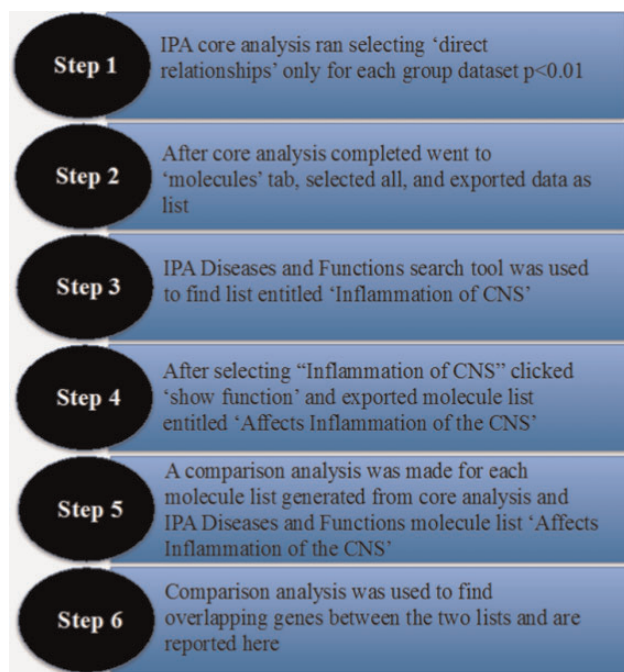 Step 1
IPA core analysis ran selecting ‘direct
relationships’ only for each group dataset p<0.01
Step 2
After core analysis completed went to
‘molecules’ tab, selected all, and exported data as
list
Step 3
IPA Diseases and Functions search tool was used
to find list entitled ‘Inflammation of CNS’
Step 4
After selecting “Inflammation of CNS” clicked
‘show function’ and exported molecule list
entitled ‘Affects Inflammation of the CNS’
Step 5
A comparison analysis was made for each
molecule list generated from core analysis and
IPA Diseases and Functions molecule list ‘Affects
Inflammation of the CNS’
Step 6
Comparison analysis was used to find
overlapping genes between the two lists and are
reported here